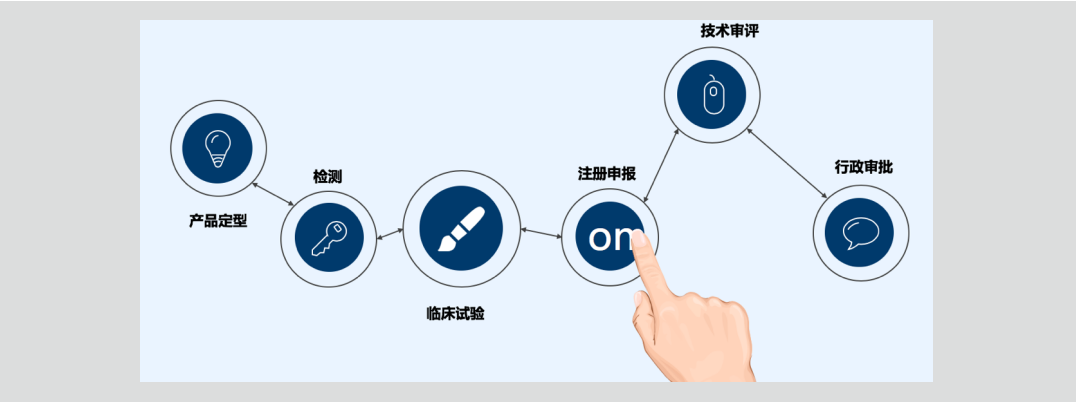 产品定型
检测
临床试验
注册申报
om
技术审评
行政审批